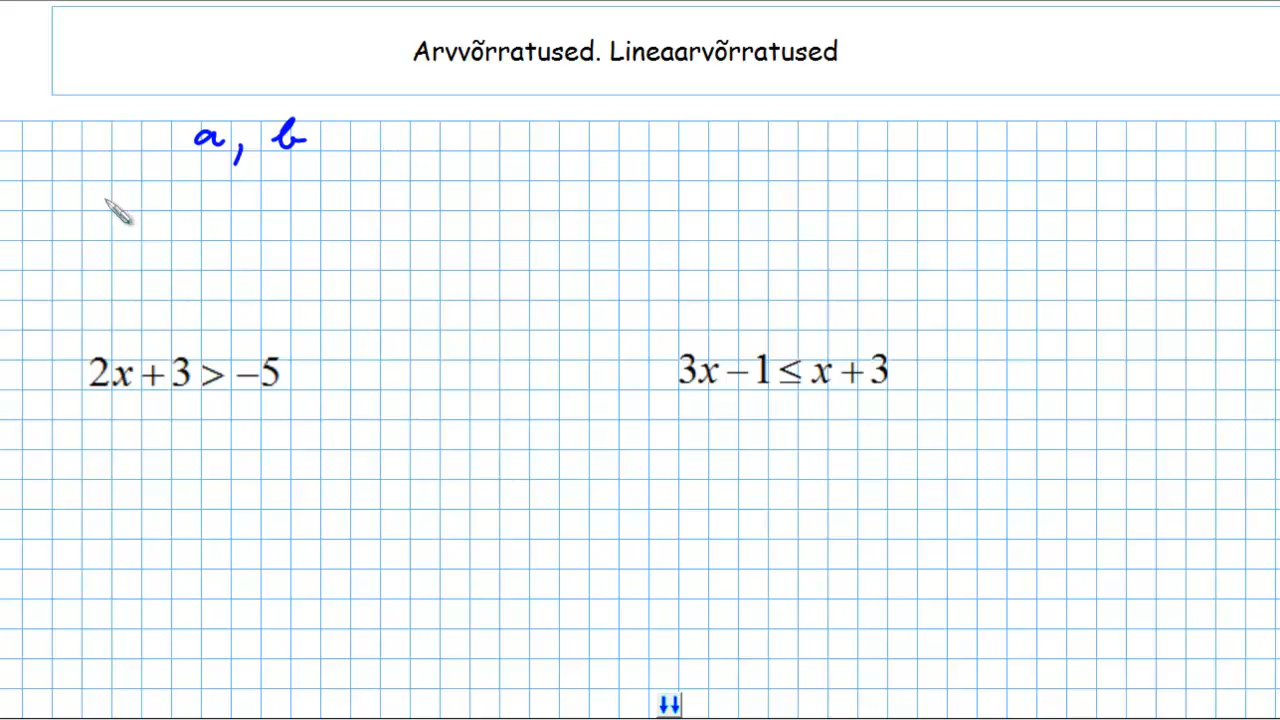 Arvvõrratused. Lineaarvõrratused
a, b
2x + 3 > −5
3x − 1 ≤ x + 3